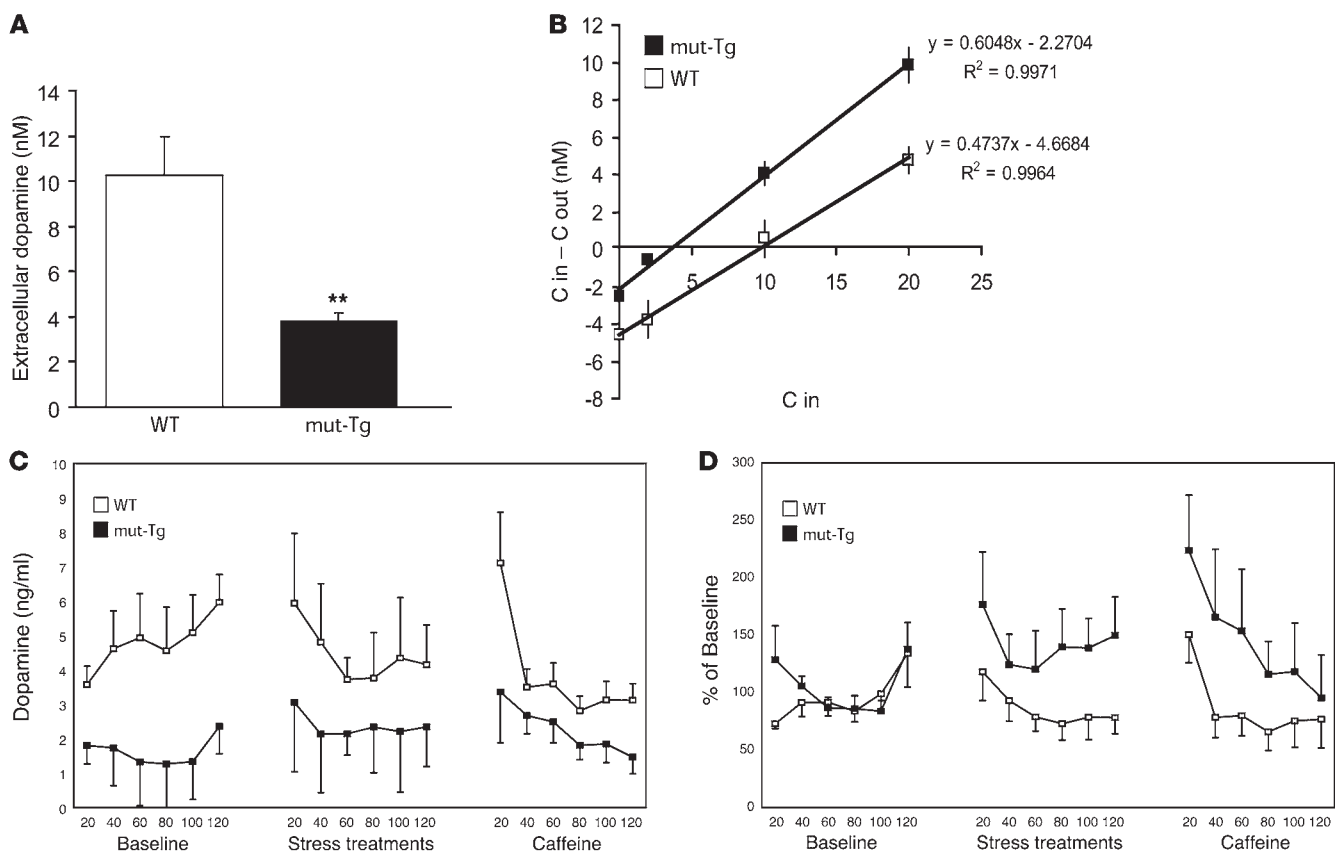 A
Extracellular dopamine (nM)
14
12
10
8
6
4
2
0
**
WT
mut-Tg
B
C in – C out (nM)
mut-Tg
WT
12
10
8
6
4
2
0
-2
-4
-6
-8
5
10
15
20
25
C in
y = 0.6048x - 2.2704
R² = 0.9971
y = 0.4737x - 4.6684
R² = 0.9964
C
Dopamine (ng/ml)
10
9
8
7
6
5
4
3
2
1
0
WT
mut-Tg
20 40 60 80 100 120 20 40 60 80 100 120 20 40 60 80 100 120
Baseline Stress treatments Caffeine
D
% of Baseline
300
250
200
150
100
50
0
WT
mut-Tg
20 40 60 80 100 120 20 40 60 80 100 120 20 40 60 80 100 120
Baseline Stress treatments Caffeine